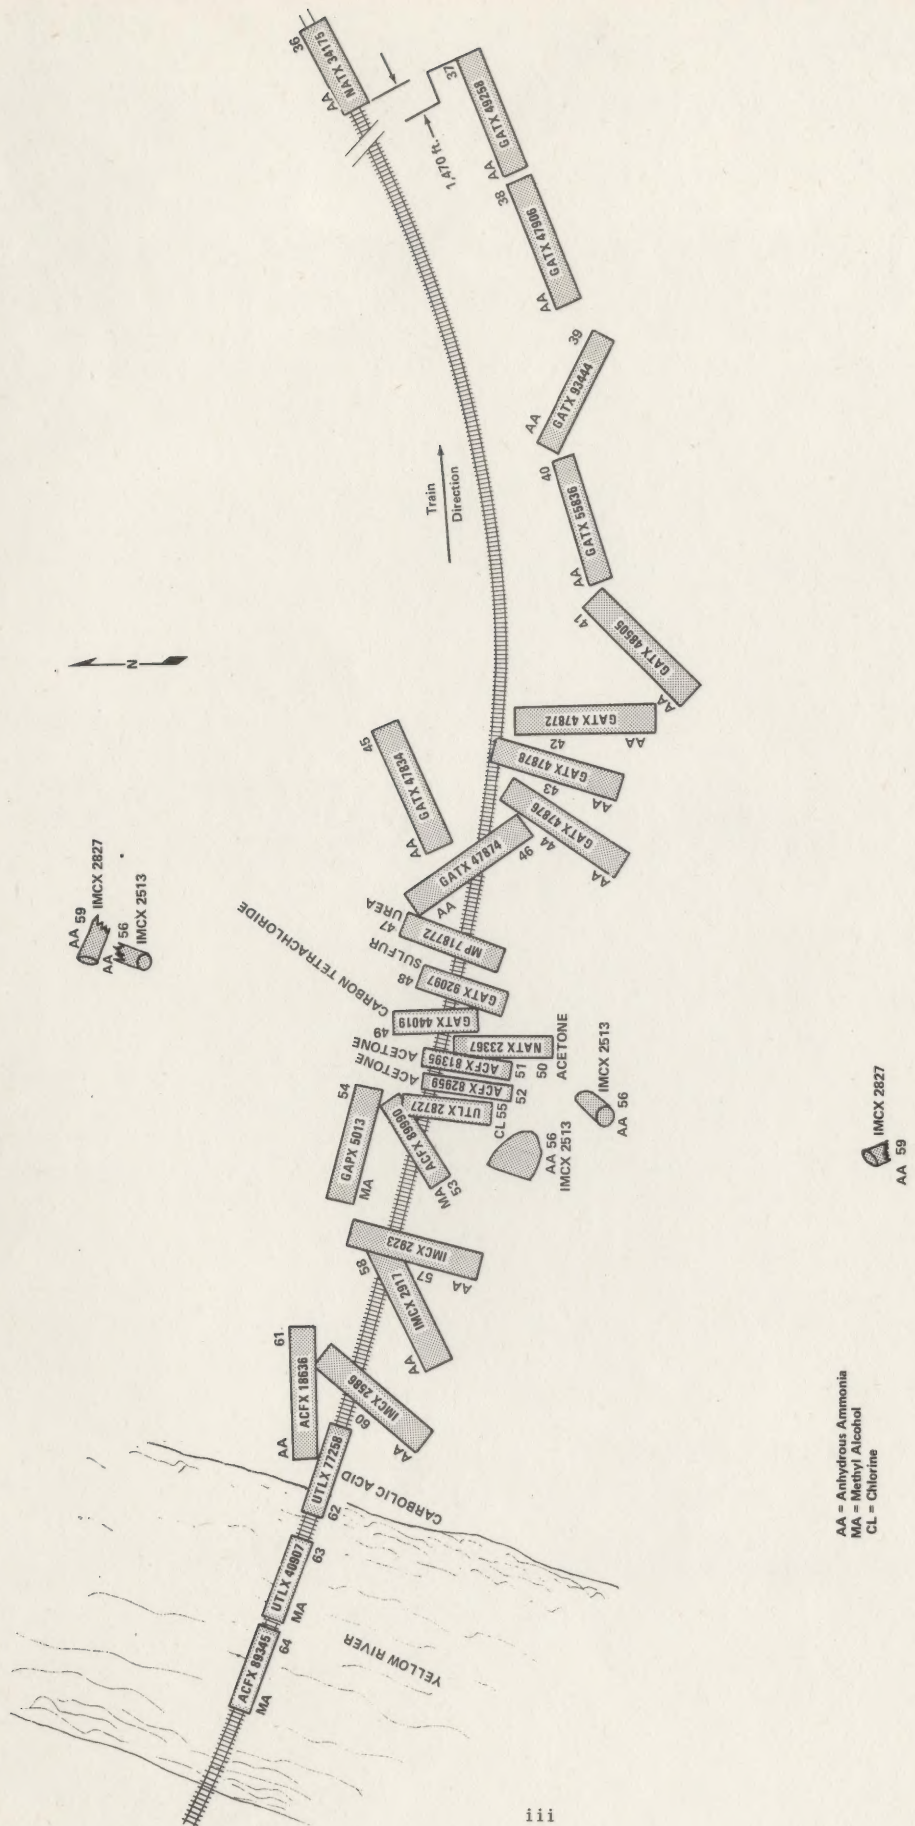 36
NATX 34175
AA
1,470 ft.
37
GATX 49258
AA
38
GATX 47906
AA
39
GATX 93444
AA
40
GATX 55836
AA
41
GATX 48505
AA
Train
Direction
N
42
GATX 47872
AA
43
GATX 47878
AA
44
GATX 47876
AA
45
GATX 47834
AA
46
GATX 47874
AA
47
UREA
MP 718772
48
SULFUR
GATX 92097
49
CARBON TETRACHLORIDE
GATX 44019
NATX 23367
50
ACETONE
ACETONE
ACFX 81395
51
ACETONE
ACFX 82959
52
UTLX 28727
CL 55
ACFX 89990
53
MA
54
GAPX 5013
MA
AA 59
IMCX 2827
AA 56
IMCX 2513
AA 56
IMCX 2513
IMCX 2513
AA 56
IMCX 2827
AA 59
IMCX 2923
57
AA
58
IMCX 2917
AA
61
ACFX 18636
AA
IMCX 2586
60
AA
UTLX 77258
62
CARBOLIC ACID
UTLX 40907
63
MA
ACFX 89345
64
MA
YELLOW RIVER
AA = Anhydrous Ammonia
MA = Methyl Alcohol
CL = Chlorine
iii